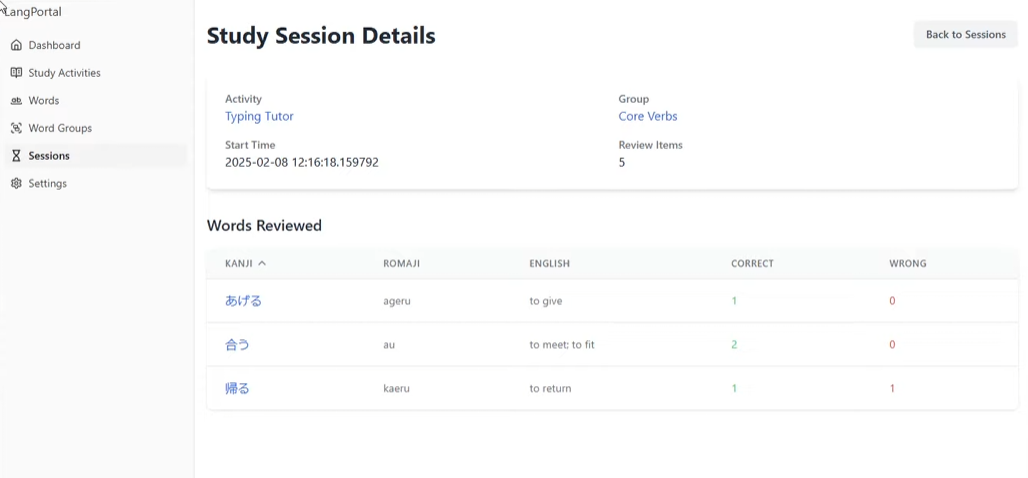 LangPortal
Dashboard
Study Activities
Words
Word Groups
Sessions
Settings
Study Session Details
Back to Sessions
Activity
Typing Tutor
Group
Core Verbs
Start Time
2025-02-08 12:16:18.159792
Review Items
5
Words Reviewed
KANJI ROMAJI ENGLISH CORRECT WRONG
あげる ageru to give 1 0
合う au to meet; to fit 2 0
帰る kaeru to return 1 1